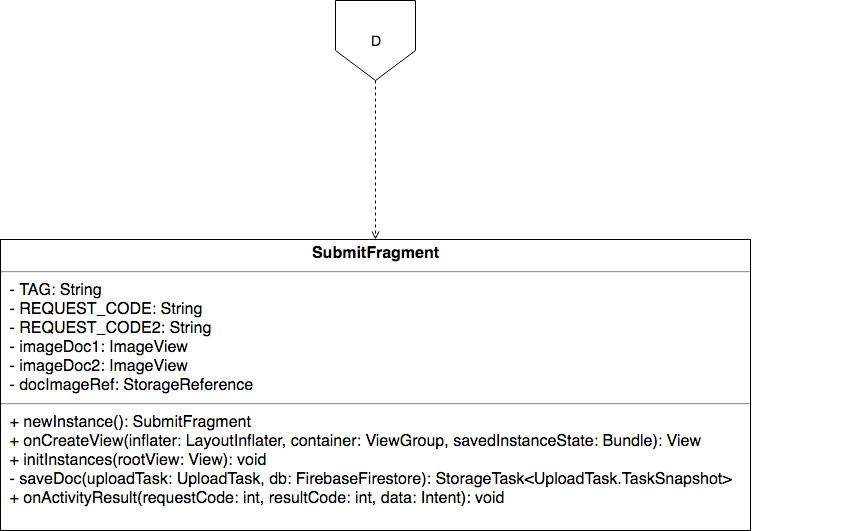 D
SubmitFragment
- TAG: String
- REQUEST_CODE: String
- REQUEST_CODE2: String
- imageDoc1: ImageView
- imageDoc2: ImageView
- docImageRef: StorageReference
+ newInstance(): SubmitFragment
+ onCreateView(inflater: LayoutInflater, container: ViewGroup, savedInstanceState: Bundle): View
+ initInstances(rootView: View): void
- saveDoc(uploadTask: UploadTask, db: FirebaseFirestore): StorageTask<UploadTask.TaskSnapshot>
+ onActivityResult(requestCode: int, resultCode: int, data: Intent): void